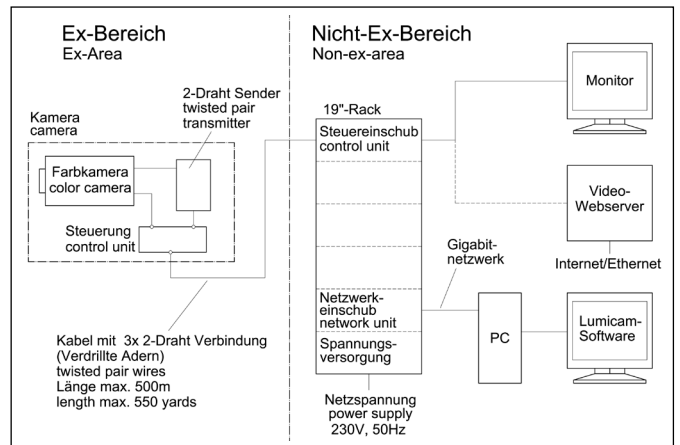 Ex-Bereich
Ex-Area
Nicht-Ex-Bereich
Non-ex-area
2-Draht Sender
twisted pair
transmitter
Kamera
camera
Farbkamera
color camera
Steuerung
control unit
Kabel mit 3x 2-Draht Verbindung
(Verdrillte Adern)
twisted pair wires
Länge max. 500m
length max. 550 yards
19"-Rack
Steuereinschub
control unit
Netzwerk-
einschub
network unit
Spannungs-
versorgung
Netzspannung
power supply
230V, 50Hz
Gigabit-
netzwerk
PC
Monitor
Video-
Webserver
Internet/Ethernet
Lumicam-
Software